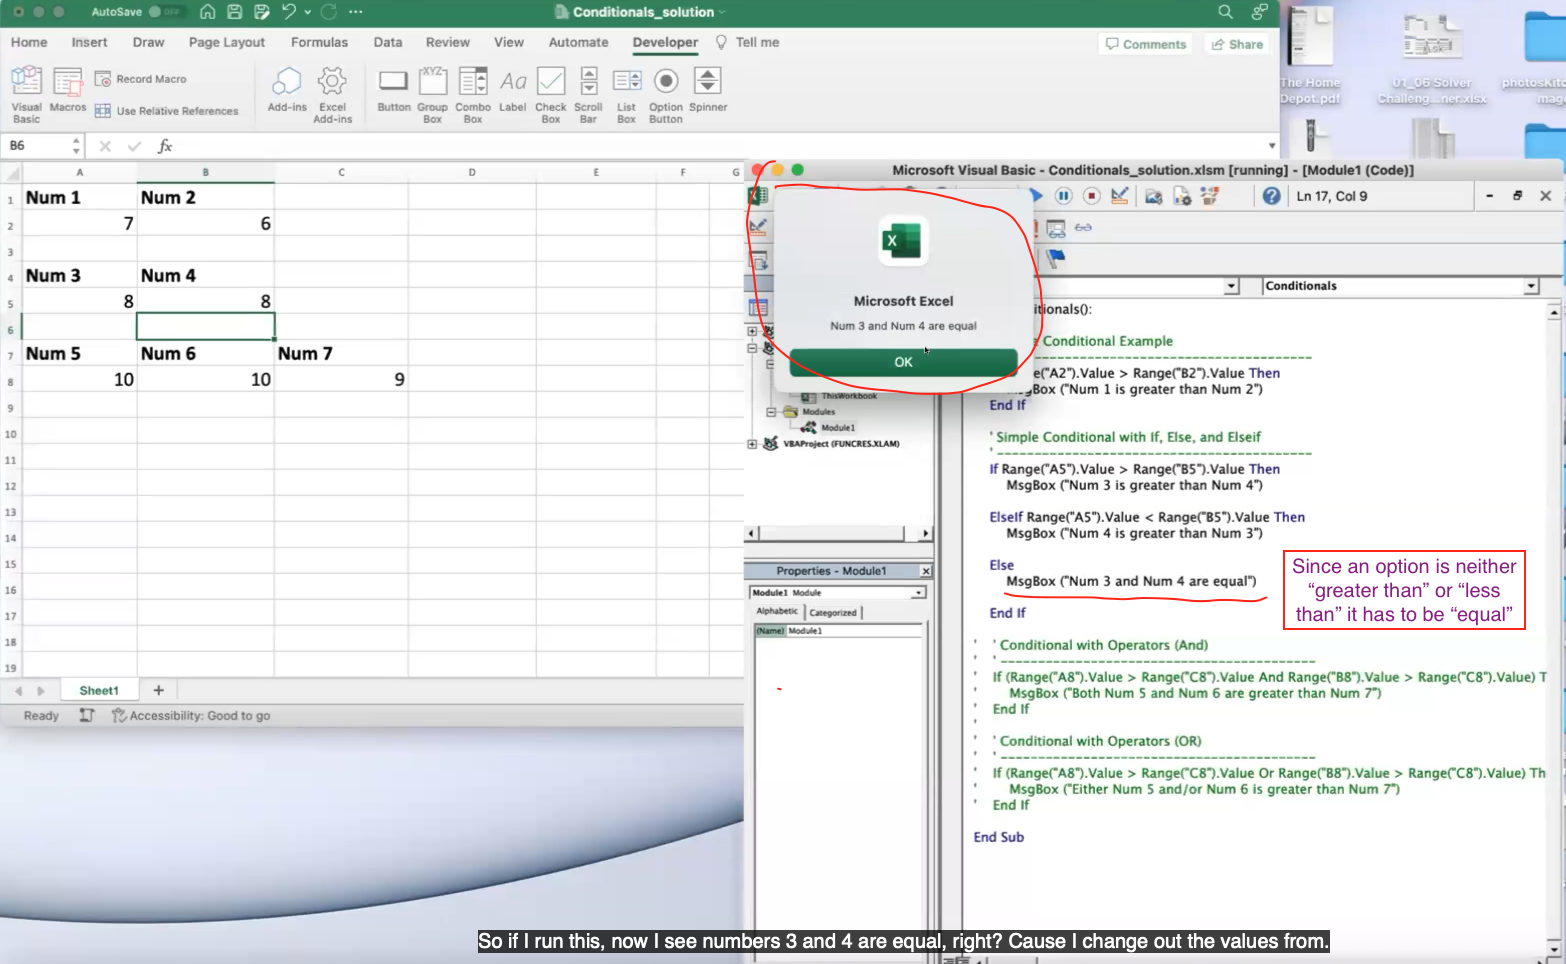 AutoSave OFF
Conditionals_solution
Home Insert Draw Page Layout Formulas Data Review View Automate Developer Tell me
Comments Share
Visual Basic
Macros
Record Macro
Use Relative References
Add-ins
Excel Add-ins
Button
Group Box
Combo Box
Label
Check Box
Scroll Bar
List Box
Option Button
Spinner
XYZ
Aa
B6
fx
A B C D E F G
1 Num 1 Num 2
2 7 6
3
4 Num 3 Num 4
5 8 8
6
7 Num 5 Num 6 Num 7
8 10 10 9
9
10
11
12
13
14
15
16
17
18
19
Sheet1 +
Ready Accessibility: Good to go
The Home Depot.pdf
01_06 Solver Challeng...ner.xlsx
Microsoft Visual Basic - Conditionals_solution.xlsm [running] - [Module1 (Code)]
Ln 17, Col 9
Microsoft Excel
Num 3 and Num 4 are equal
OK
Conditionals
ThisWorkbook
Modules
Module1
VBAProject (FUNCRES.XLAM)
Properties - Module1
Module1 Module
Alphabetic Categorized
(Name) Module1
itionals():
Conditional Example
'---------------------------------------
e("A2").Value > Range("B2").Value Then
MsgBox ("Num 1 is greater than Num 2")
End If
' Simple Conditional with If, Else, and Elseif
'---------------------------------------
If Range("A5").Value > Range("B5").Value Then
MsgBox ("Num 3 is greater than Num 4")
ElseIf Range("A5").Value < Range("B5").Value Then
MsgBox ("Num 4 is greater than Num 3")
Else
MsgBox ("Num 3 and Num 4 are equal")
End If
' ' Conditional with Operators (And)
' '---------------------------------------
' If (Range("A8").Value > Range("C8").Value And Range("B8").Value > Range("C8").Value) T
' MsgBox ("Both Num 5 and Num 6 are greater than Num 7")
' End If
'
' ' Conditional with Operators (OR)
' '---------------------------------------
' If (Range("A8").Value > Range("C8").Value Or Range("B8").Value > Range("C8").Value) Th
' MsgBox ("Either Num 5 and/or Num 6 is greater than Num 7")
' End If
End Sub
Since an option is neither
“greater than” or “less
than” it has to be “equal”
So if I run this, now I see numbers 3 and 4 are equal, right? Cause I change out the values from.